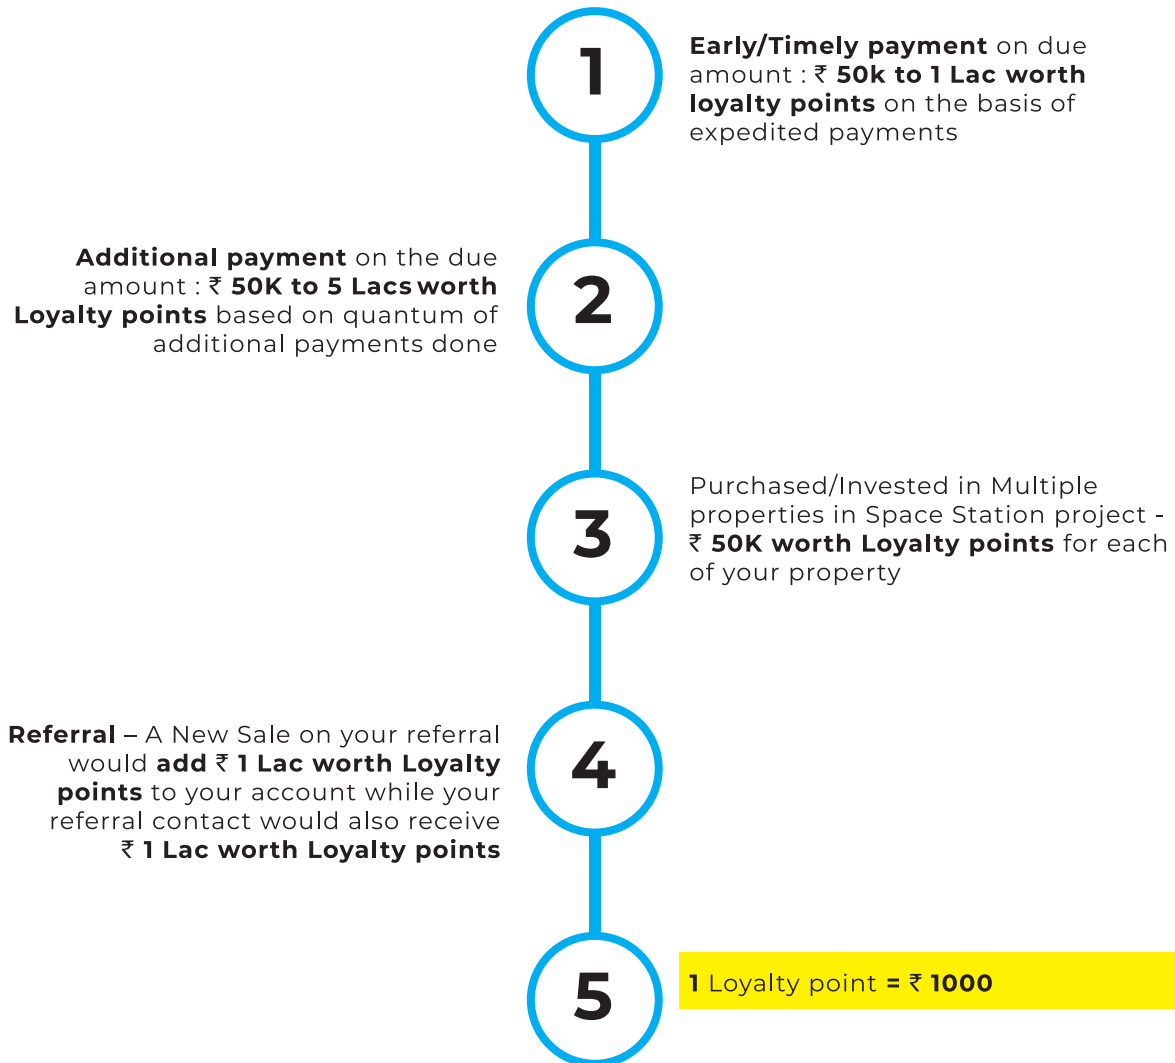 1
Early/Timely payment on due
amount : ₹ 50k to 1 Lac worth
loyalty points on the basis of
expedited payments
Additional payment on the due
amount : ₹ 50K to 5 Lacs worth
Loyalty points based on quantum of
additional payments done
2
3
Purchased/Invested in Multiple
properties in Space Station project -
₹ 50K worth Loyalty points for each
of your property
Referral – A New Sale on your referral
would add ₹ 1 Lac worth Loyalty
points to your account while your
referral contact would also receive
₹ 1 Lac worth Loyalty points
4
5
1 Loyalty point = ₹ 1000